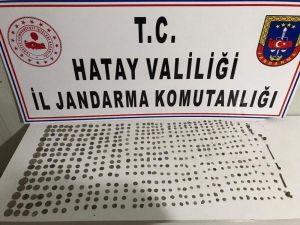 T.C.
HATAY VALİLİĞİ
İL JANDARMA KOMUTANLIĞI